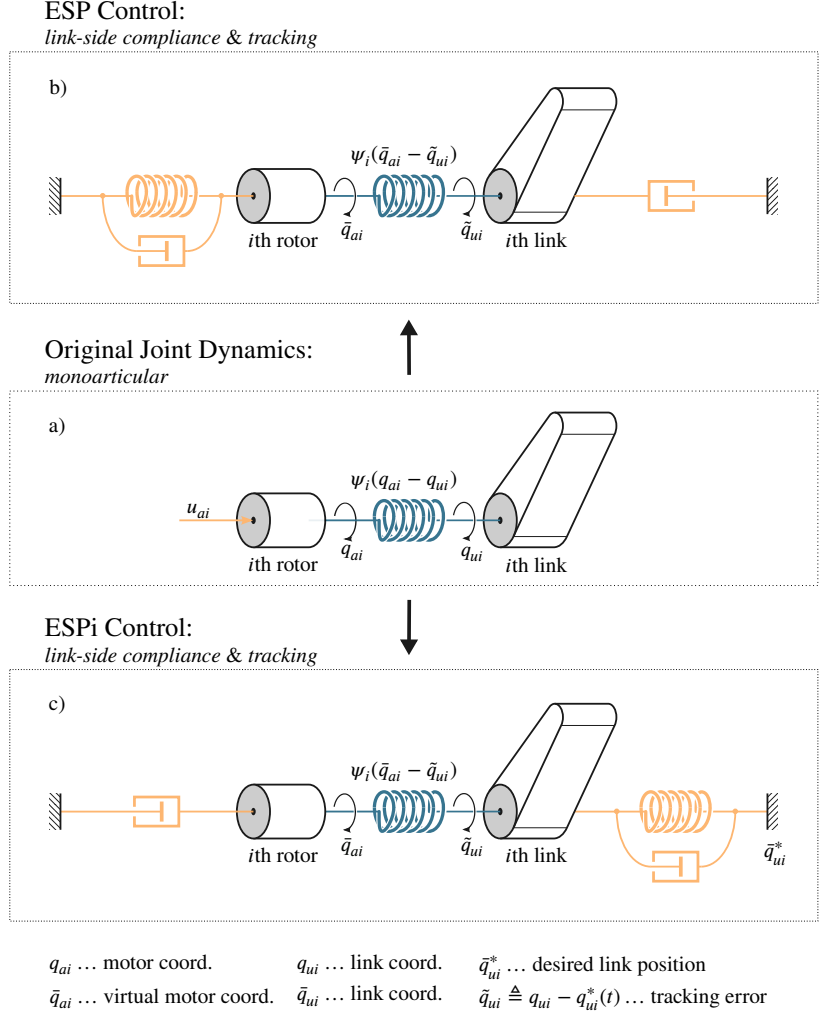 ESP Control:
link-side compliance & tracking
b)
ψᵢ(q̄ₐᵢ − q̃ᵤᵢ)
q̄ₐᵢ
q̃ᵤᵢ
ith rotor
ith link
Original Joint Dynamics:
monoarticular
a)
ψᵢ(qₐᵢ − qᵤᵢ)
uₐᵢ
qₐᵢ
qᵤᵢ
ith rotor
ith link
ESPi Control:
link-side compliance & tracking
c)
ψᵢ(q̄ₐᵢ − q̃ᵤᵢ)
q̄ₐᵢ
q̃ᵤᵢ
q̄*ᵤᵢ
ith rotor
ith link
qₐᵢ … motor coord. qᵤᵢ … link coord. q̄*ᵤᵢ … desired link position
q̄ₐᵢ … virtual motor coord. q̄ᵤᵢ … link coord. q̃ᵤᵢ ≜ qᵤᵢ − q*ᵤᵢ(t) … tracking error